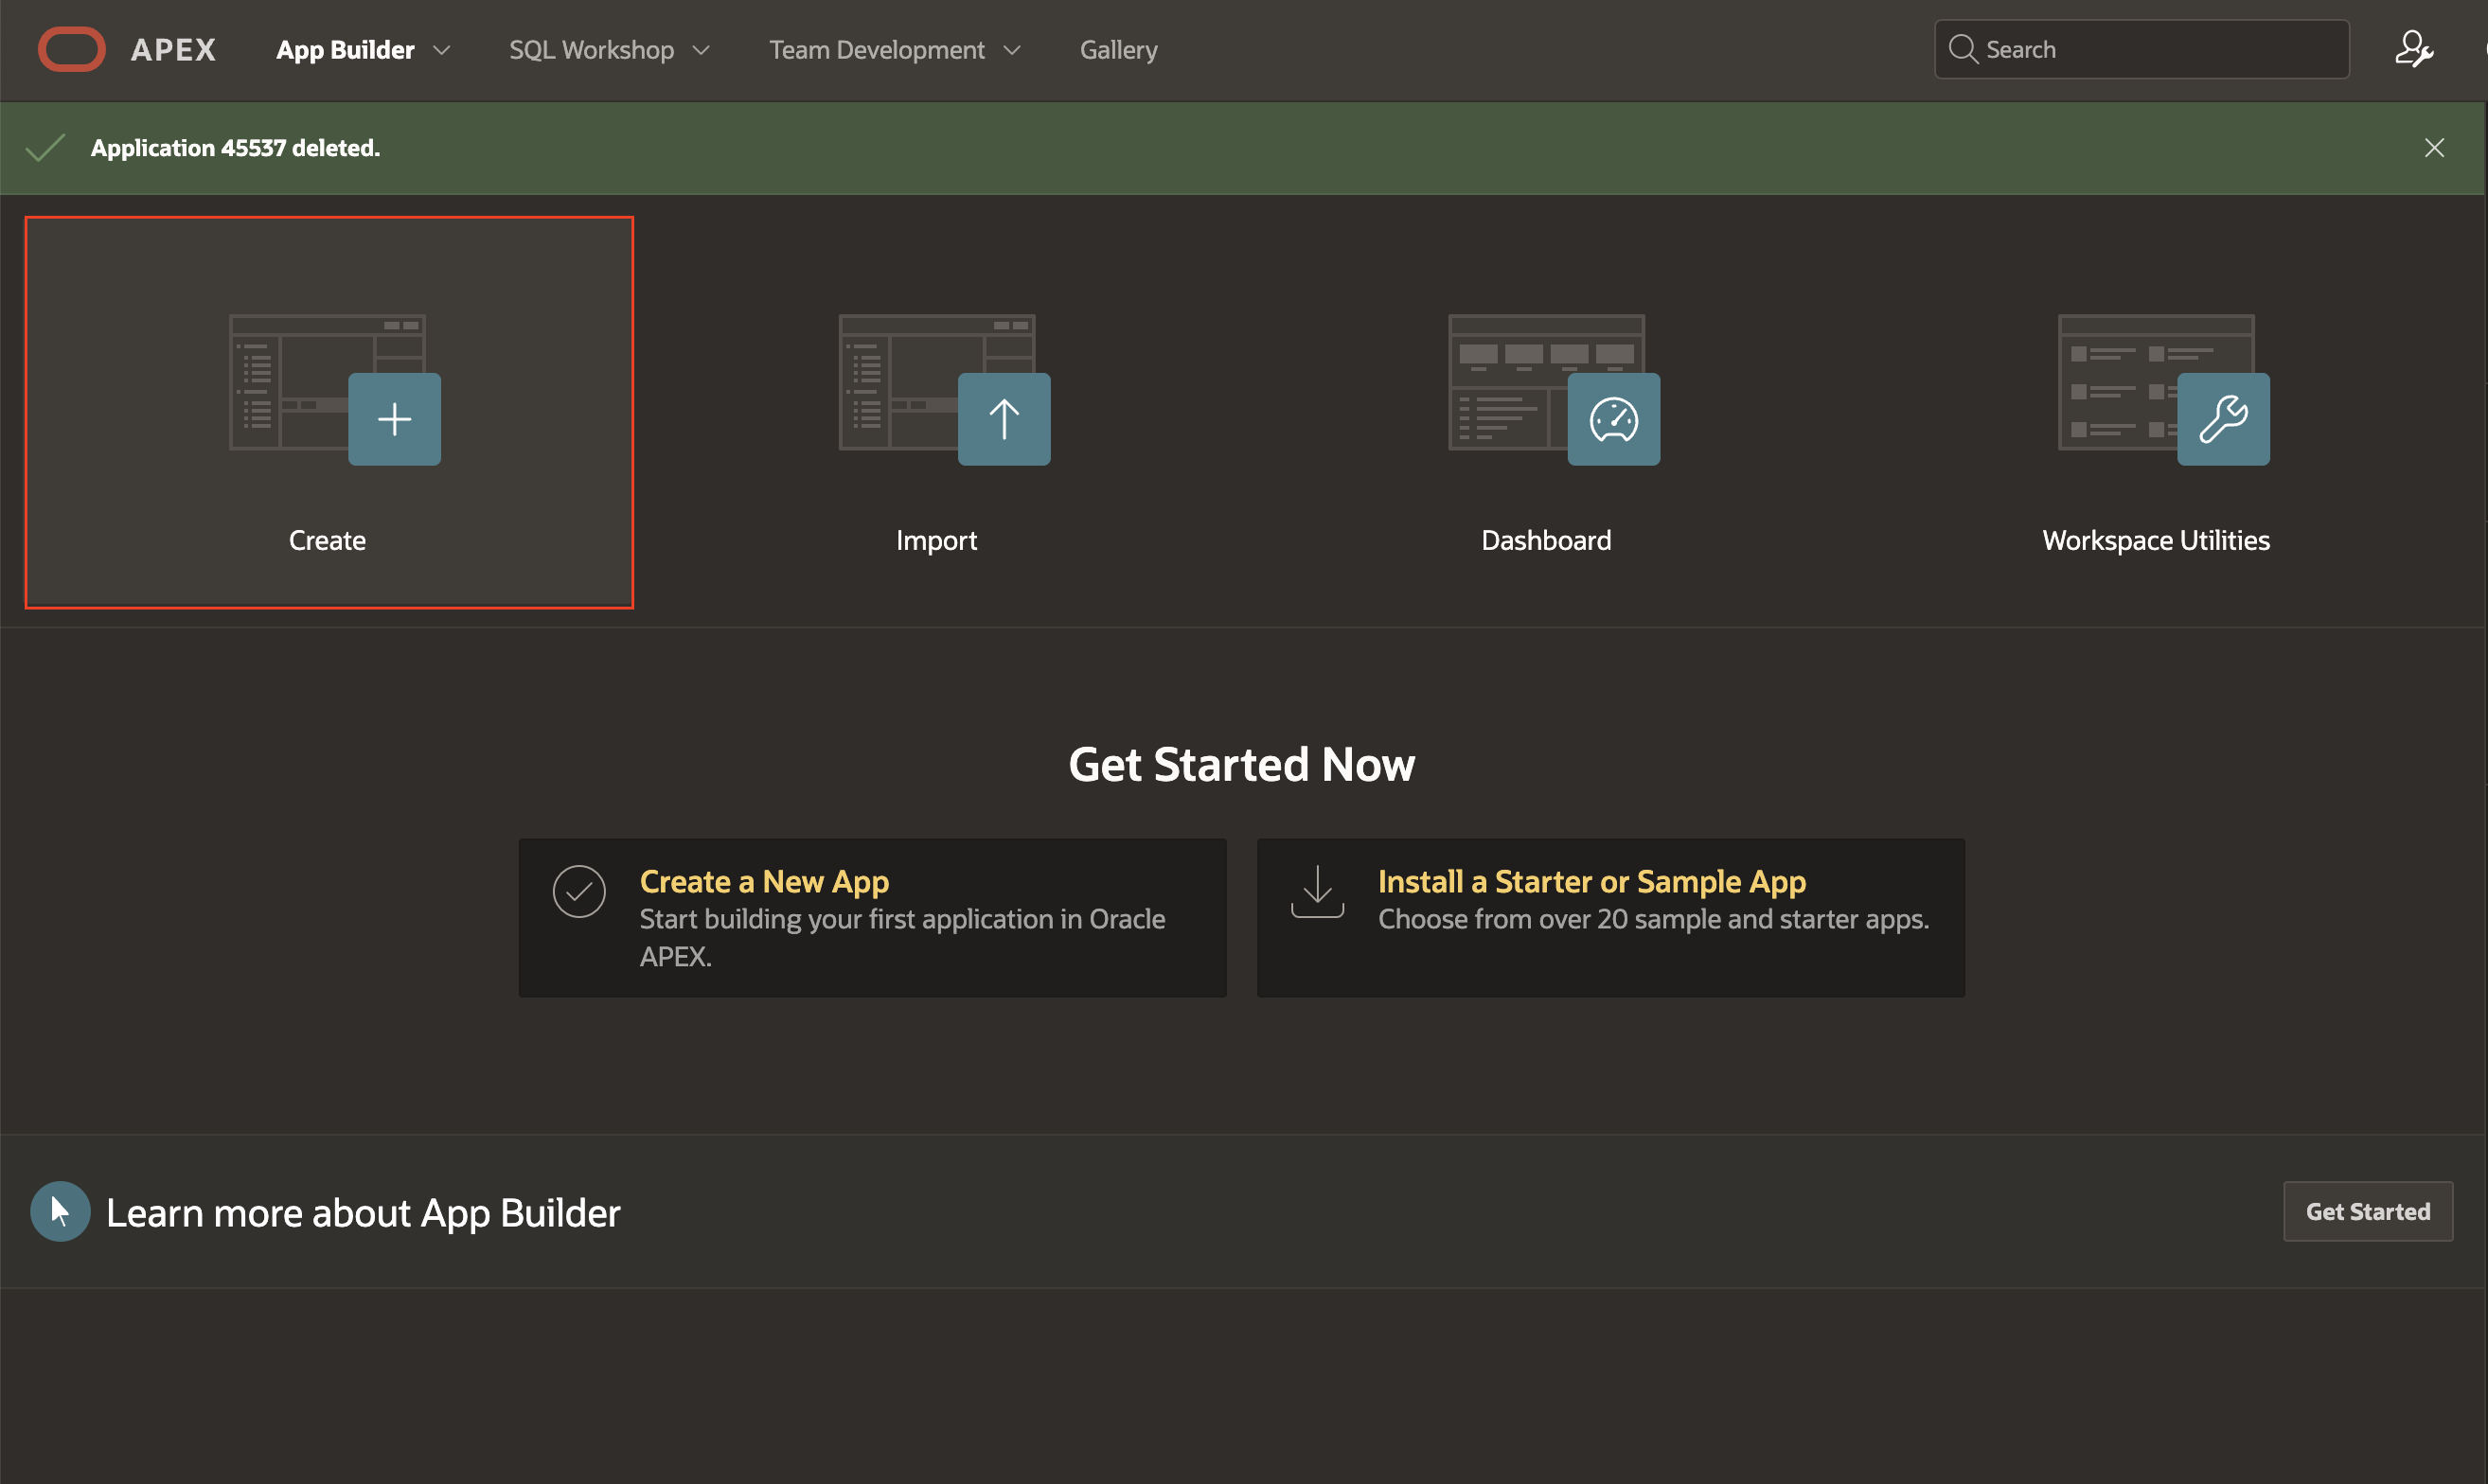 APEX
App Builder
SQL Workshop
Team Development
Gallery
Search
Application 45537 deleted.
Create
Import
Dashboard
Workspace Utilities
Get Started Now
Create a New App
Start building your first application in Oracle
APEX.
Install a Starter or Sample App
Choose from over 20 sample and starter apps.
Learn more about App Builder
Get Started